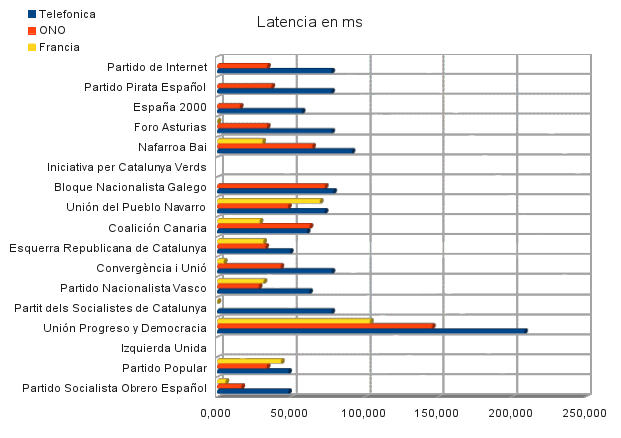 Telefonica
ONO
Francia
Latencia en ms
Partido de Internet
Partido Pirata Español
España 2000
Foro Asturias
Nafarroa Bai
Iniciativa per Catalunya Verds
Bloque Nacionalista Galego
Unión del Pueblo Navarro
Coalición Canaria
Esquerra Republicana de Catalunya
Convergència i Unió
Partido Nacionalista Vasco
Partit dels Socialistes de Catalunya
Unión Progreso y Democracia
Izquierda Unida
Partido Popular
Partido Socialista Obrero Español
0,000 50,000 100,000 150,000 200,000 250,000